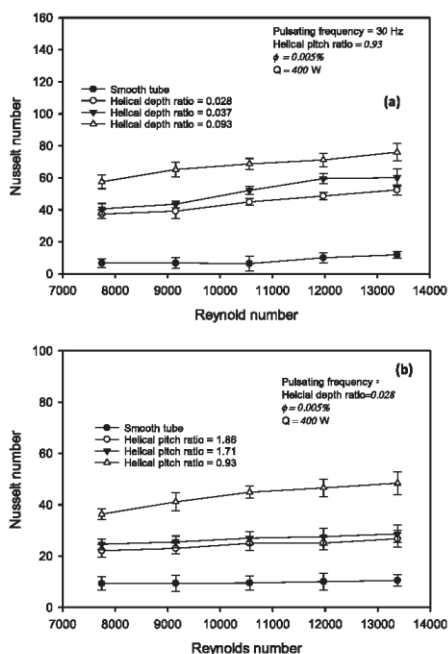 160
140
120
100
80
60
40
20
0
Nusselt number
Pulsating frequency = 30 Hz
Helical pitch ratio = 0.93
ϕ = 0.005%
Q = 400 W
(a)
Smooth tube
Helical depth ratio = 0.028
Helical depth ratio = 0.037
Helical depth ratio = 0.093
7000 8000 9000 10000 11000 12000 13000 14000
Reynold number
100
80
60
40
20
0
Nusselt number
(b)
Pulsating frequency =
Helcial depth ratio=0.028
ϕ = 0.005%
Q = 400 W
Smooth tube
Helical pitch ratio = 1.86
Helical pitch ratio = 1.71
Helical pitch ratio = 0.93
7000 8000 9000 10000 11000 12000 13000 14000
Reynolds number